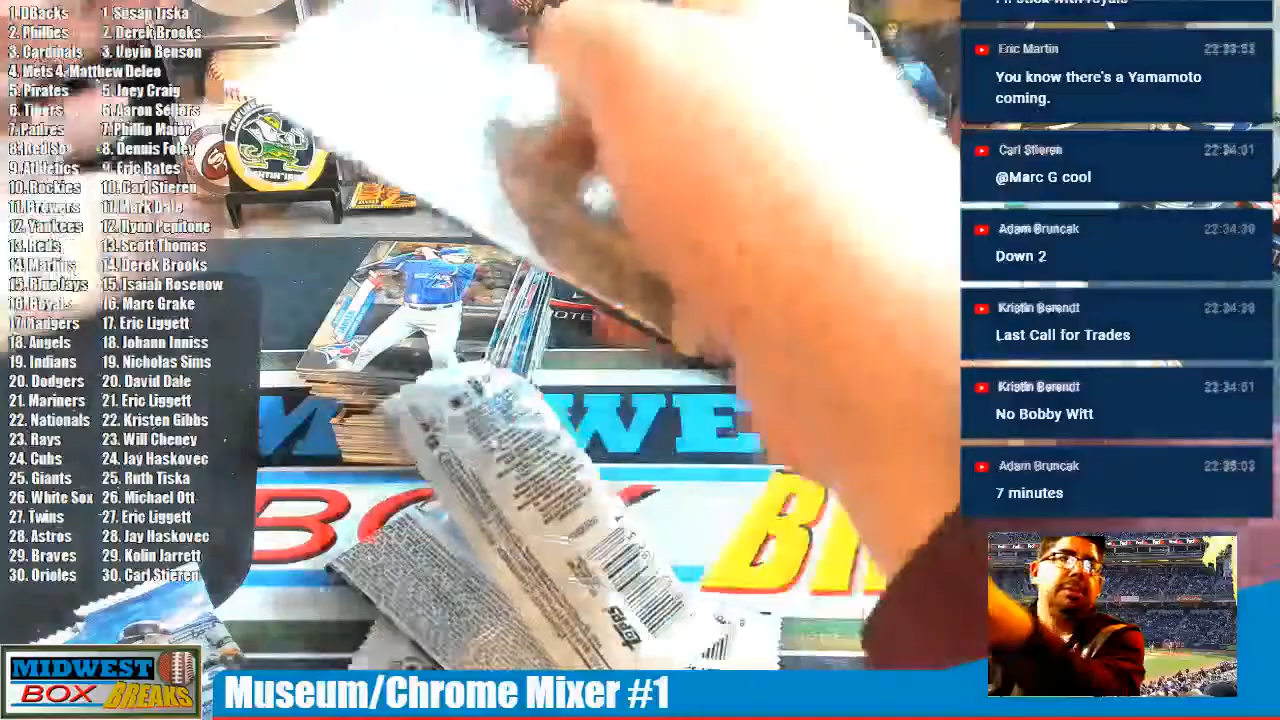 1. DBacks 1. Susan Tiska
2. Phillies 2. Derek Brooks
3. Cardinals 3. Kevin Benson
4. Mets 4. Matthew Deleo
5. Pirates 5. Joey Craig
6. Tigers 6. Aaron Sellars
7. Padres 7. Phillip Major
8. Red Sox 8. Dennis Foley
9. Athletics 9. Eric Bates
10. Rockies 10. Carl Stieren
11. Brewers 11. Mark Dale
12. Yankees 12. Pepitone
13. Reds 13. Scott Thomas
14. Marlins 14. Derek Brooks
15. Blue Jays 15. Isaiah Rosenow
16. Royals 16. Marc Grake
17. Rangers 17. Eric Liggett
18. Angels 18. Johann Inniss
19. Indians 19. Nicholas Sims
20. Dodgers 20. David Dale
21. Mariners 21. Eric Liggett
22. Nationals 22. Kristen Gibbs
23. Rays 23. Will Cheney
24. Cubs 24. Jay Haskovec
25. Giants 25. Ruth Tiska
26. White Sox 26. Michael Ott
27. Twins 27. Eric Liggett
28. Astros 28. Jay Haskovec
29. Braves 29. Kolin Jarrett
30. Orioles 30. Carl Stieren
Eric Martin 22:33:53
You know there's a Yamamoto
coming.
Carl Stieren 22:34:01
@Marc G cool
Adam Bruncak 22:34:39
Down 2
Kristin Berendt 22:34:39
Last Call for Trades
Kristin Berendt 22:34:51
No Bobby Witt
Adam Bruncak 22:35:03
7 minutes
WE
BO
MIDWEST
BOX BREAKS
Museum/Chrome Mixer #1